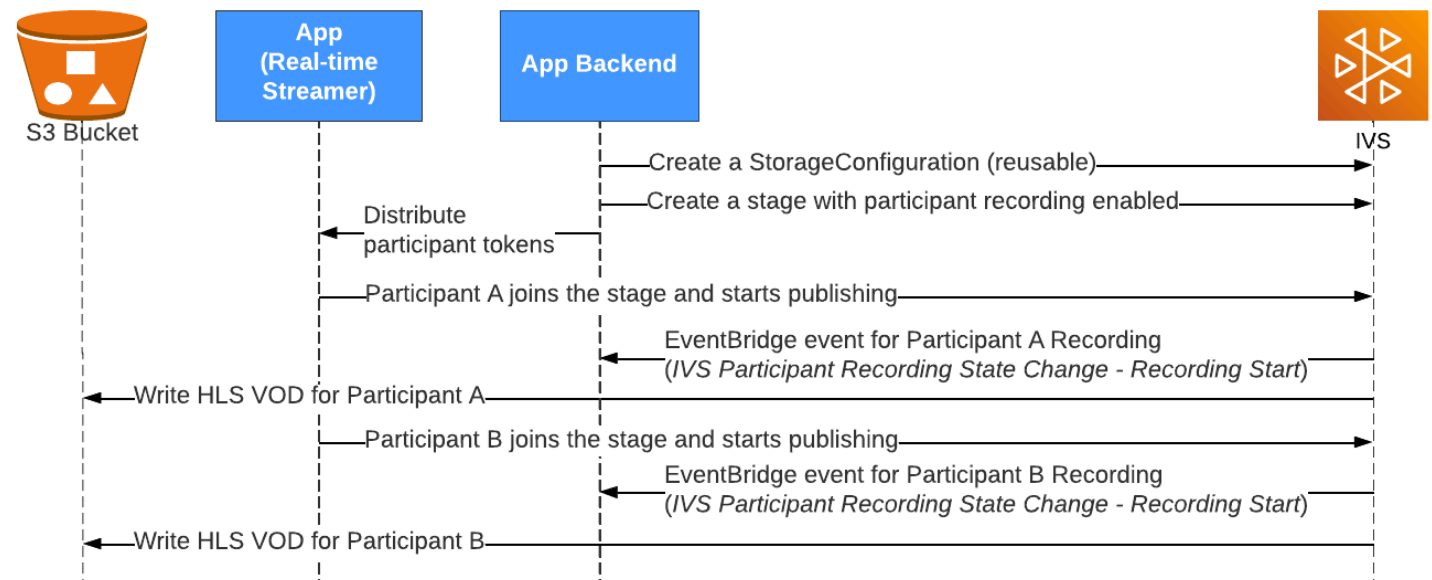 App
(Real-time
Streamer)
App Backend
S3 Bucket
IVS
Create a StorageConfiguration (reusable)
Create a stage with participant recording enabled
Distribute
participant tokens
Participant A joins the stage and starts publishing
EventBridge event for Participant A Recording
(IVS Participant Recording State Change - Recording Start)
Write HLS VOD for Participant A
Participant B joins the stage and starts publishing
EventBridge event for Participant B Recording
(IVS Participant Recording State Change - Recording Start)
Write HLS VOD for Participant B